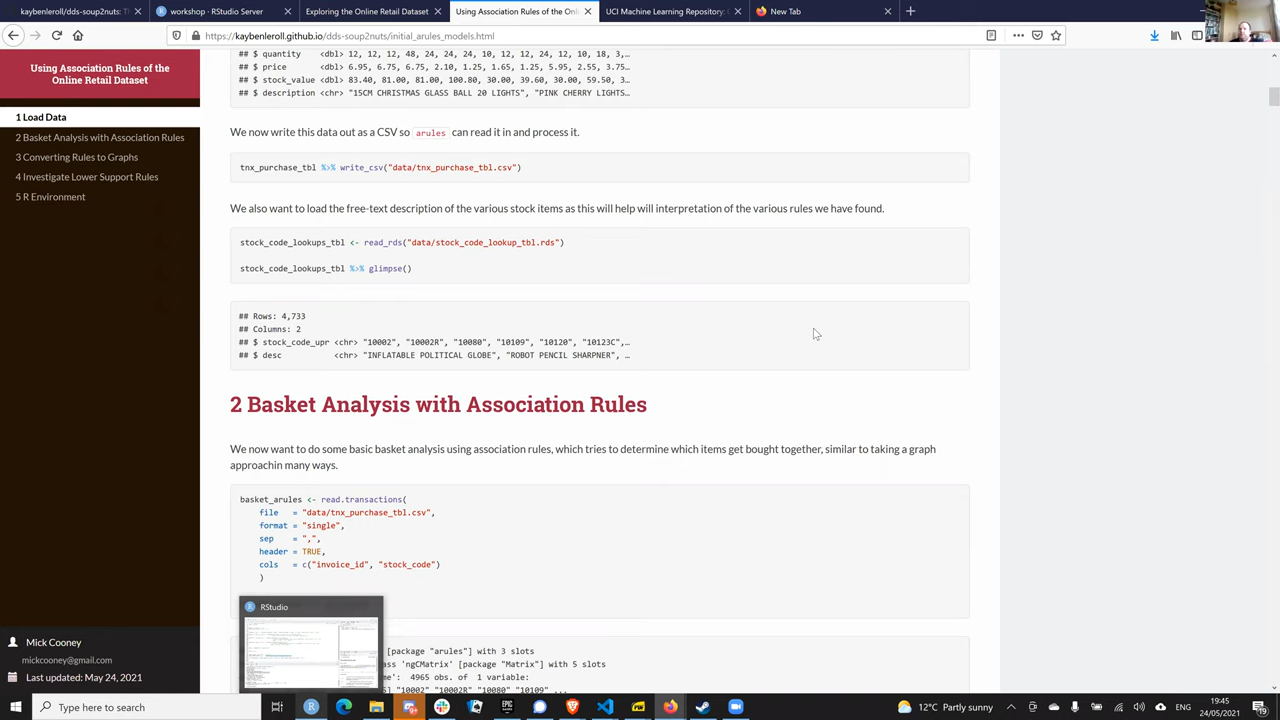 workshop - RStudio Server
Exploring the Online Retail Dataset
Using Association Rules of the Onl
UCI Machine Learning Repository:
New Tab
kaybenleroll/dds-soup2nuts:
https://kaybenleroll.github.io/dds-soup2nuts/initial_arules_models.html
Using Association Rules of the
Online Retail Dataset
1 Load Data
2 Basket Analysis with Association Rules
3 Converting Rules to Graphs
4 Investigate Lower Support Rules
5 R Environment
## $ quantity    <dbl> 12, 12, 12, 48, 24, 24, 24, 10, 12, 12, 24, 12, 10, 18, 3,…
## $ price       <dbl> 6.95, 6.75, 6.75, 2.10, 1.25, 1.65, 1.25, 5.95, 2.55, 3.75…
## $ stock_value <dbl> 83.40, 81.00, 81.00, 100.80, 30.00, 39.60, 30.00, 59.50, 3…
## $ description <chr> "15CM CHRISTMAS GLASS BALL 20 LIGHTS", "PINK CHERRY LIGHTS…
We now write this data out as a CSV so arules can read it in and process it.
tnx_purchase_tbl %>% write_csv("data/tnx_purchase_tbl.csv")
We also want to load the free-text description of the various stock items as this will help will interpretation of the various rules we have found.
stock_code_lookups_tbl <- read_rds("data/stock_code_lookup_tbl.rds")
stock_code_lookups_tbl %>% glimpse()
## Rows: 4,733
## Columns: 2
## $ stock_code_upr <chr> "10002", "10002R", "10080", "10109", "10120", "10123C",…
## $ desc           <chr> "INFLATABLE POLITICAL GLOBE", "ROBOT PENCIL SHARPNER", …
2 Basket Analysis with Association Rules
We now want to do some basic basket analysis using association rules, which tries to determine which items get bought together, similar to taking a graph
approachin many ways.
basket_arules <- read.transactions(
file   = "data/tnx_purchase_tbl.csv",
format = "single",
sep    = ",",
header = TRUE,
cols   = c("invoice_id", "stock_code")
)
RStudio
[package "arules"] with 3 slots
class 'ngCMatrix' [package "Matrix"] with 5 slots
4965 obs. of 1 variable:
"10002" "10002R" "10080" "10109" ...
Mick Cooney
mickcooney@gmail.com
Last updated: May 24, 2021
Type here to search
12°C Partly sunny
19:45
24/05/2021
19